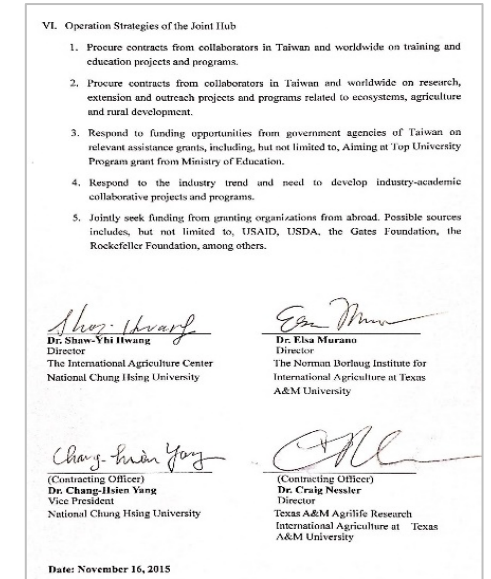 VI. Operation Strategies of the Joint Hub
1. Procure contracts from collaborators in Taiwan and worldwide on training and
education projects and programs.
2. Procure contracts from collaborators in Taiwan and worldwide on research,
extension and outreach projects and programs related to ecosystems, agriculture
and rural development.
3. Respond to funding opportunities from government agencies of Taiwan on
relevant assistance grants, including, but not limited to, Aiming at Top University
Program grant from Ministry of Education.
4. Respond to the industry trend and need to develop industry-academic
collaborative projects and programs.
5. Jointly seek funding from granting organizations from abroad. Possible sources
includes, but not limited to, USAID, USDA, the Gates Foundation, the
Rockefeller Foundation, among others.
Dr. Shaw-Yhi Hwang
Director
The International Agriculture Center
National Chung Hsing University
Dr. Elsa Murano
Director
The Norman Borlaug Institute for
International Agriculture at Texas
A&M University
Chang-hsien Yang
(Contracting Officer)
Dr. Chang-Hsien Yang
Vice President
National Chung Hsing University
(Contracting Officer)
Dr. Craig Nessler
Director
Texas A&M Agrilife Research
International Agriculture at Texas
A&M University
Date: November 16, 2015